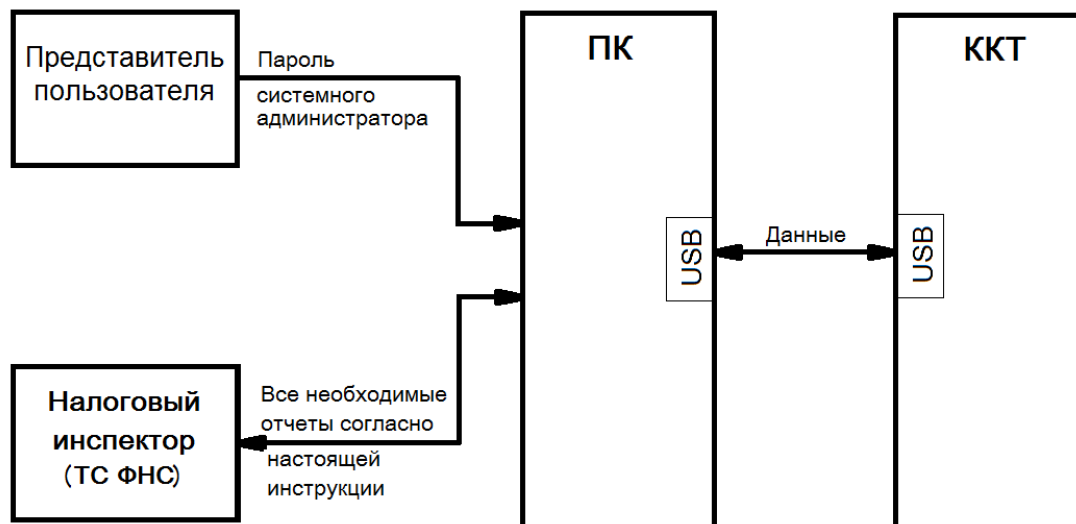 Представитель
пользователя
Пароль
системного
администратора
ПК
USB
Данные
ККТ
USB
Налоговый
инспектор
(ТС ФНС)
Все необходимые
отчеты согласно
настоящей
инструкции